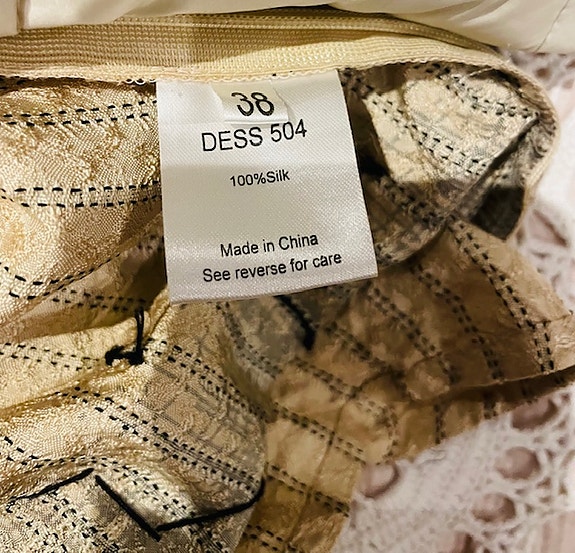 38
DESS 504
100%Silk
Made in China
See reverse for care